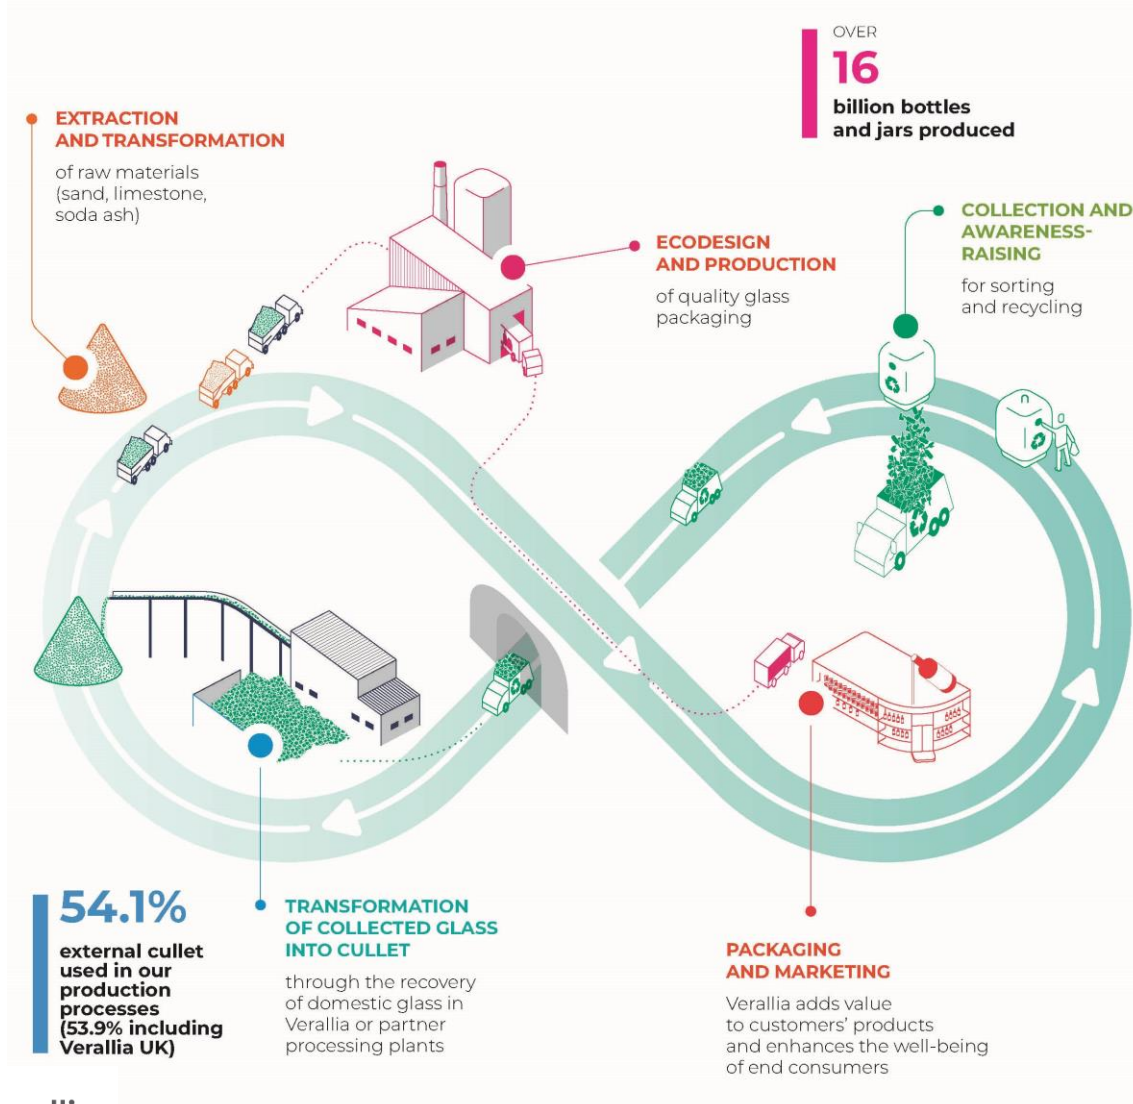 OVER
16
billion bottles
and jars produced
EXTRACTION
AND TRANSFORMATION
of raw materials
(sand, limestone,
soda ash)
ECODESIGN
AND PRODUCTION
of quality glass
packaging
COLLECTION AND
AWARENESS-
RAISING
for sorting
and recycling
54.1%
external cullet
used in our
production
processes
(53.9% including
Verallia UK)
TRANSFORMATION
OF COLLECTED GLASS
INTO CULLET
through the recovery
of domestic glass in
Verallia or partner
processing plants
PACKAGING
AND MARKETING
Verallia adds value
to customers' products
and enhances the well-being
of end consumers